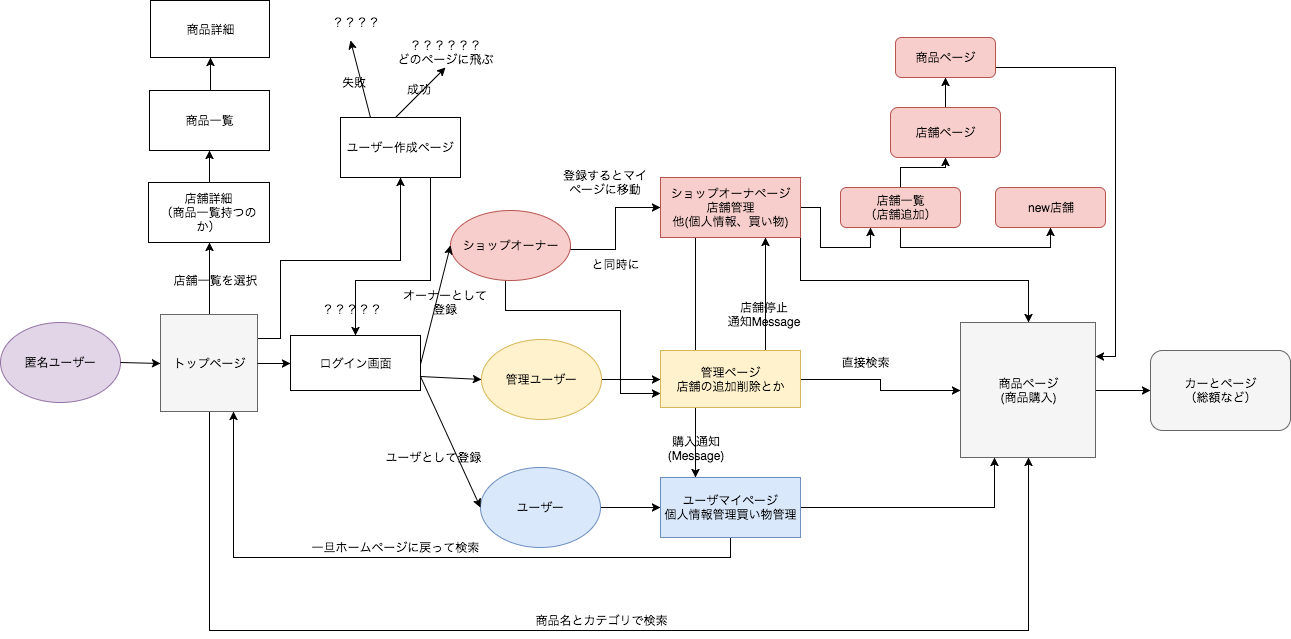 商品詳細
商品一覧
店舗詳細
（商品一覧持つの
か）
店舗一覧を選択
匿名ユーザー
トップページ
？？？？
？？？？？？
どのページに飛ぶ
失敗
成功
ユーザー作成ページ
？？？？？
ログイン画面
オーナーとして
登録
ユーザとして登録
ショップオーナー
管理ユーザー
ユーザー
登録するとマイ
ページに移動
と同時に
ショップオーナページ
店舗管理
他(個人情報、買い物)
店舗停止
通知Message
管理ページ
店舗の追加削除とか
購入通知
(Message)
ユーザマイページ
個人情報管理買い物管理
商品ページ
店舗ページ
店舗一覧
（店舗追加）
new店舗
直接検索
商品ページ
(商品購入)
カーとページ
（総額など）
一旦ホームページに戻って検索
商品名とカテゴリで検索